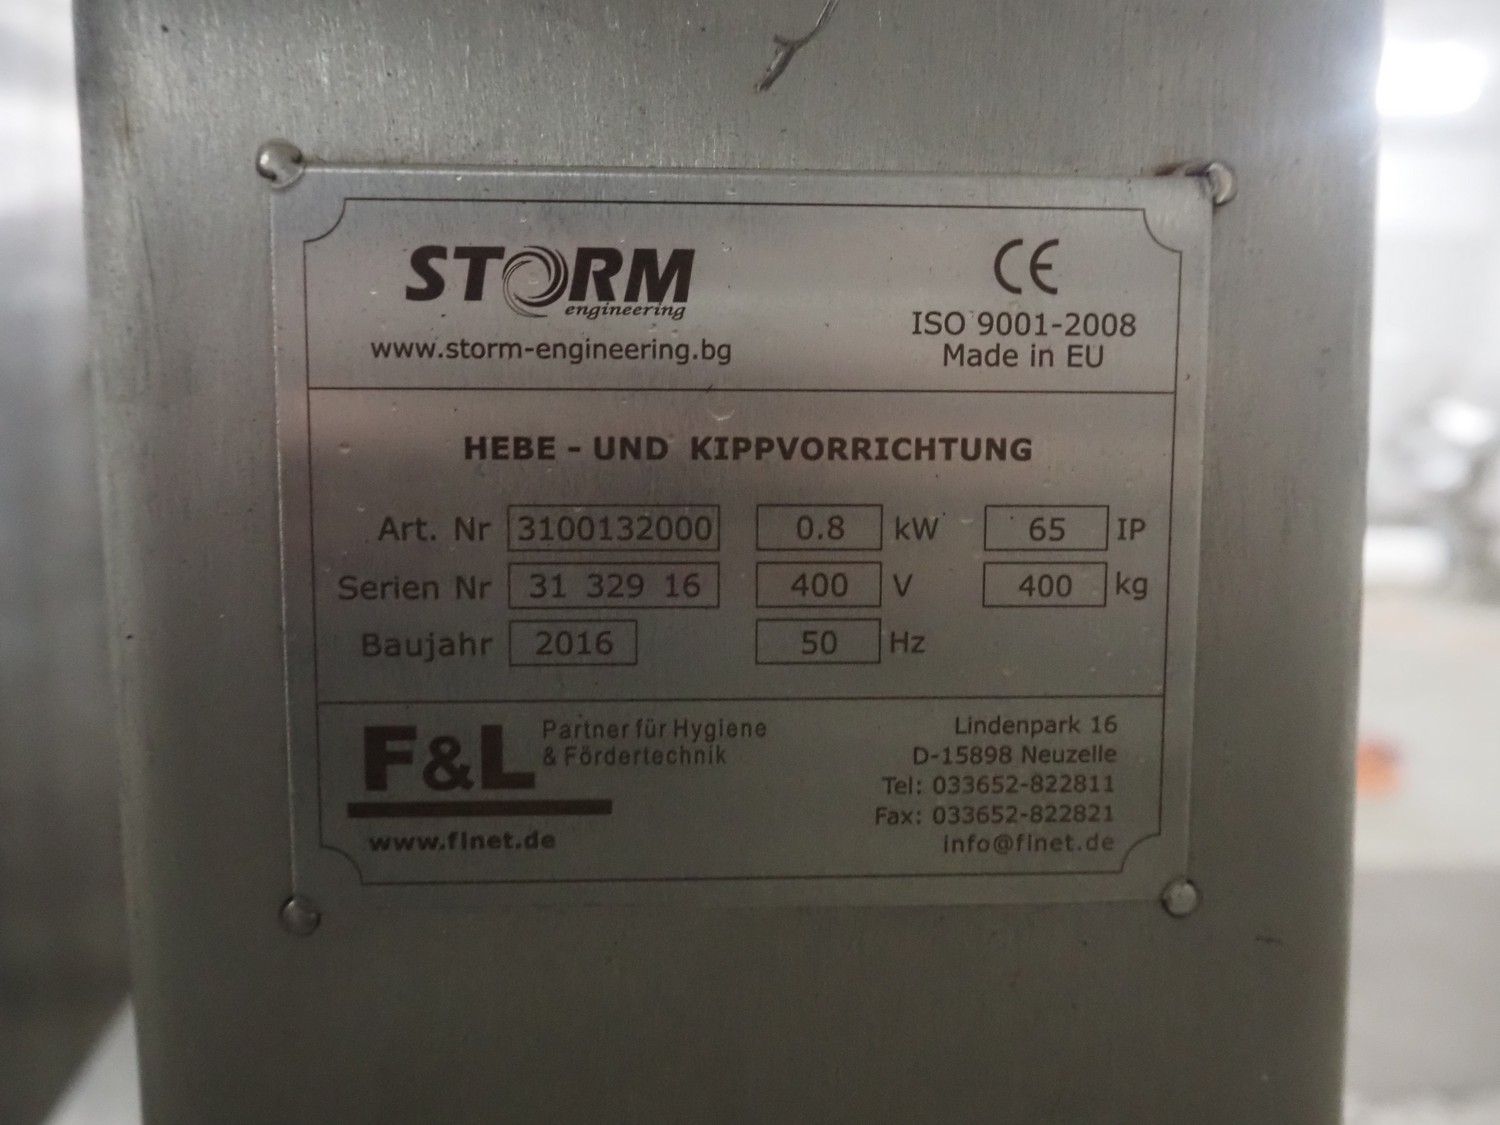 STORM
engineering
www.storm-engineering.bg
CE
ISO 9001-2008
Made in EU
HEBE - UND KIPPVORRICHTUNG
Art. Nr 3100132000 0.8 kW 65 IP
Serien Nr 31 329 16 400 V 400 kg
Baujahr 2016 50 Hz
F&L
Partner für Hygiene
& Fördertechnik
www.flnet.de
Lindenpark 16
D-15898 Neuzelle
Tel: 033652-822811
Fax: 033652-822821
info@flnet.de